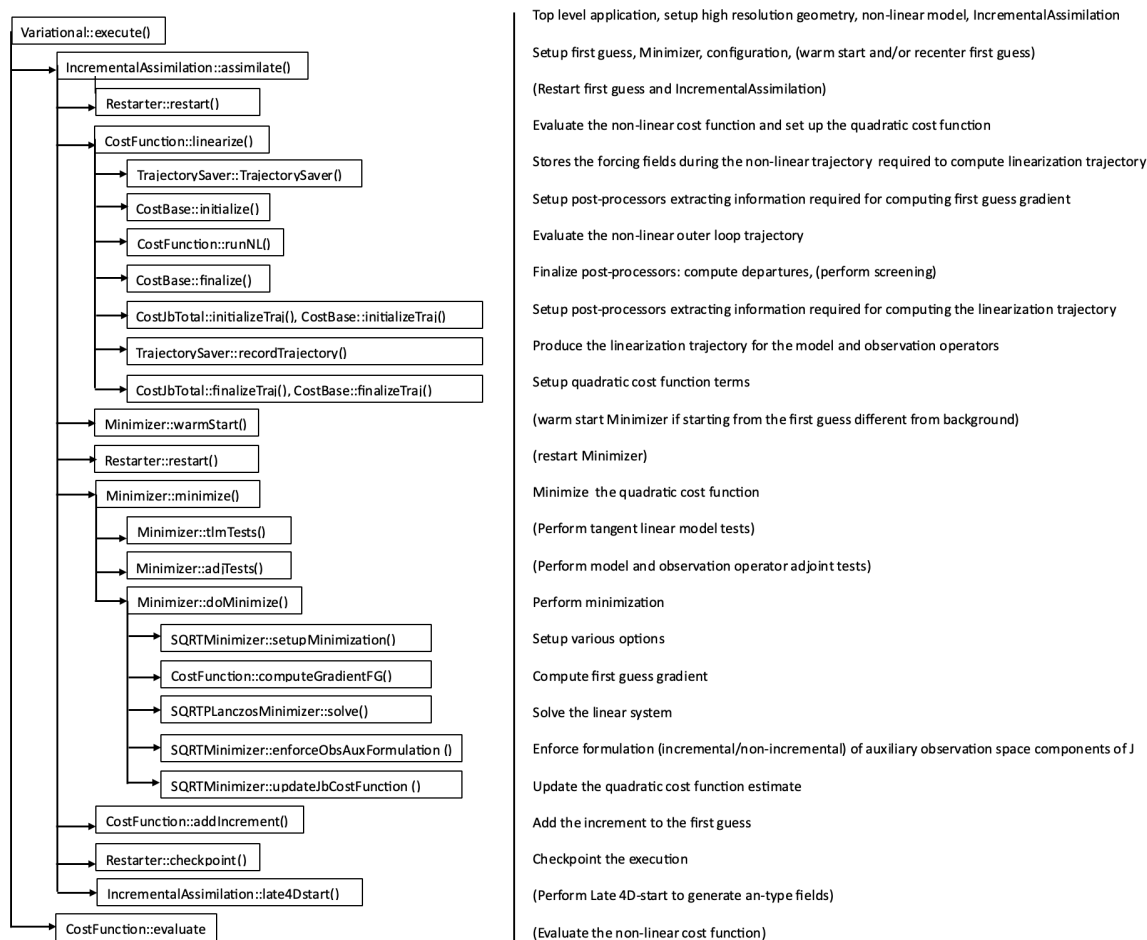 Variational::execute()
Top level application, setup high resolution geometry, non-linear model, IncrementalAssimilation
IncrementalAssimilation::assimilate()
Setup first guess, Minimizer, configuration, (warm start and/or recenter first guess)
Restarter::restart()
(Restart first guess and IncrementalAssimilation)
CostFunction::linearize()
Evaluate the non-linear cost function and set up the quadratic cost function
TrajectorySaver::TrajectorySaver()
Stores the forcing fields during the non-linear trajectory required to compute linearization trajectory
CostBase::initialize()
Setup post-processors extracting information required for computing first guess gradient
CostFunction::runNL()
Evaluate the non-linear outer loop trajectory
CostBase::finalize()
Finalize post-processors: compute departures, (perform screening)
CostJbTotal::initializeTraj(), CostBase::initializeTraj()
Setup post-processors extracting information required for computing the linearization trajectory
TrajectorySaver::recordTrajectory()
Produce the linearization trajectory for the model and observation operators
CostJbTotal::finalizeTraj(), CostBase::finalizeTraj()
Setup quadratic cost function terms
Minimizer::warmStart()
(warm start Minimizer if starting from the first guess different from background)
Restarter::restart()
(restart Minimizer)
Minimizer::minimize()
Minimize the quadratic cost function
Minimizer::tlmTests()
(Perform tangent linear model tests)
Minimizer::adjTests()
(Perform model and observation operator adjoint tests)
Minimizer::doMinimize()
Perform minimization
SQRTMinimizer::setupMinimization()
Setup various options
CostFunction::computeGradientFG()
Compute first guess gradient
SQRTPLanczosMinimizer::solve()
Solve the linear system
SQRTMinimizer::enforceObsAuxFormulation ()
Enforce formulation (incremental/non-incremental) of auxiliary observation space components of J
SQRTMinimizer::updateJbCostFunction ()
Update the quadratic cost function estimate
CostFunction::addIncrement()
Add the increment to the first guess
Restarter::checkpoint()
Checkpoint the execution
IncrementalAssimilation::late4Dstart()
(Perform Late 4D-start to generate an-type fields)
CostFunction::evaluate
(Evaluate the non-linear cost function)